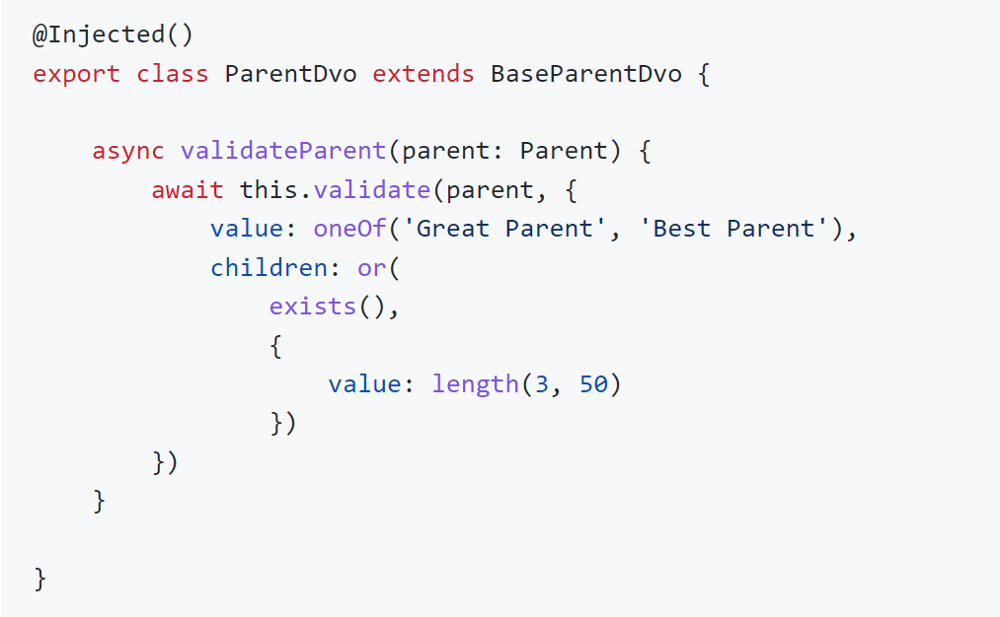 @Injected()
export class ParentDvo extends BaseParentDvo {
    async validateParent(parent: Parent) {
        await this.validate(parent, {
            value: oneOf('Great Parent', 'Best Parent'),
            children: or(
                exists(),
                {
                    value: length(3, 50)
                })
        })
    }
}